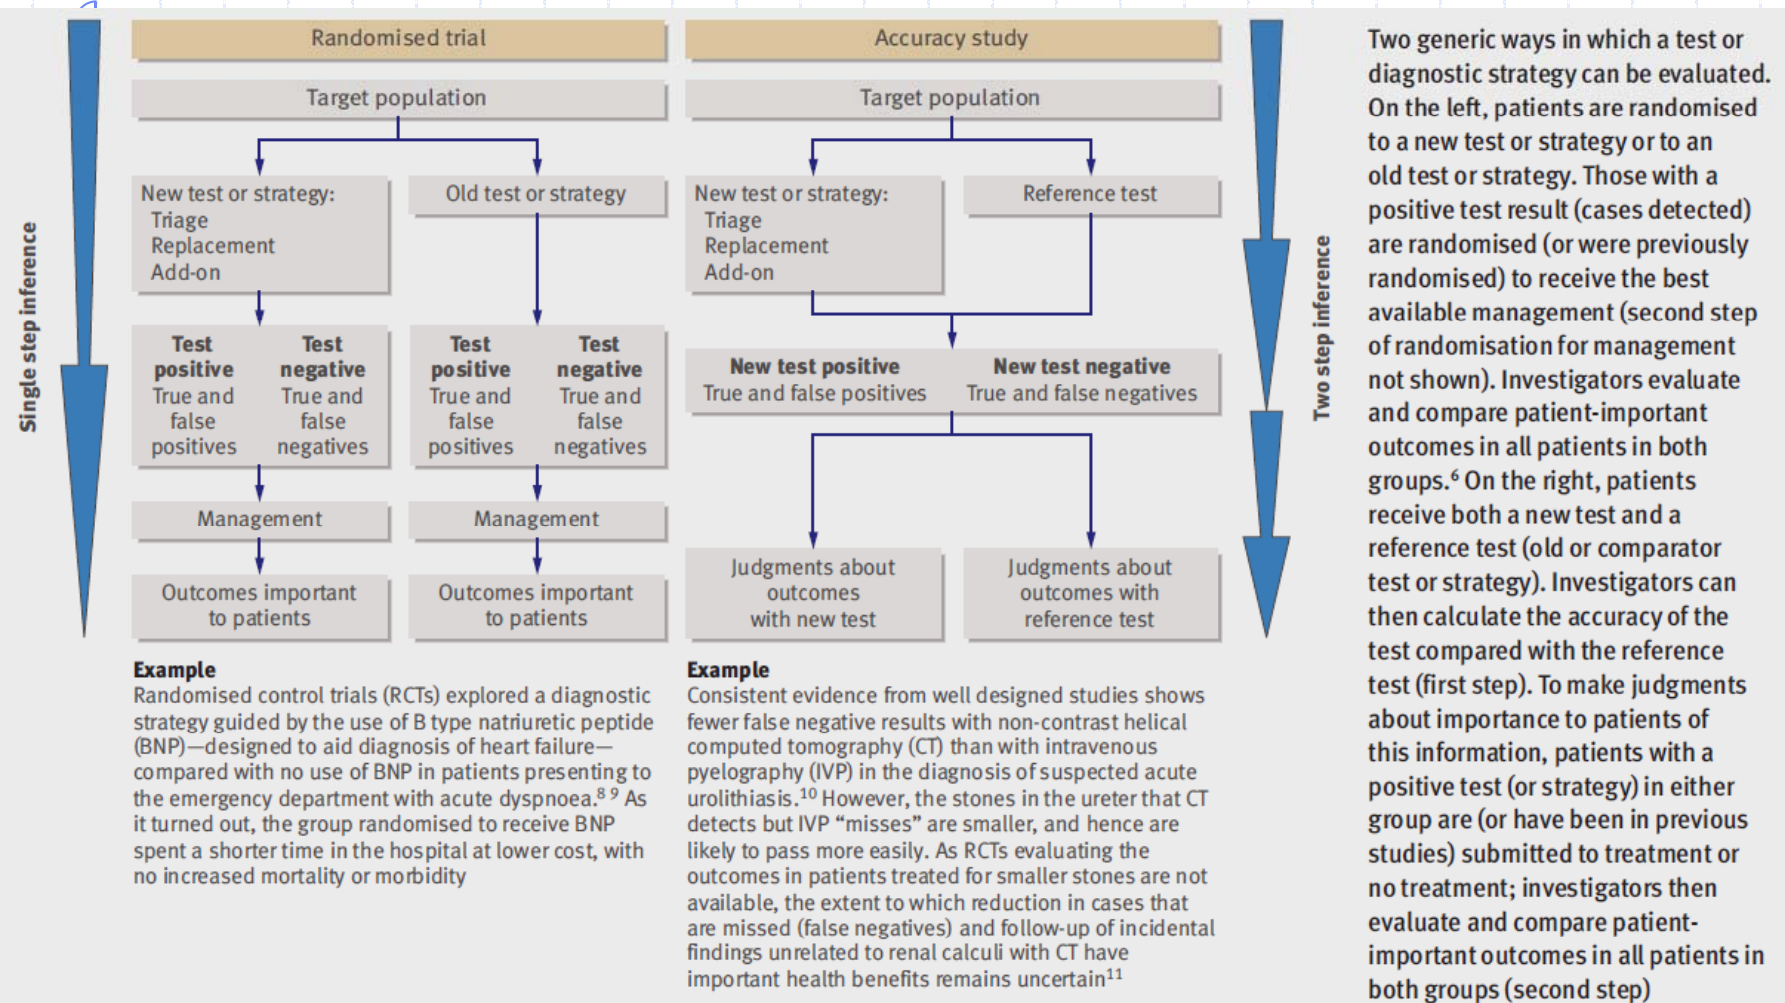 Single step inference
Randomised trial
Target population
New test or strategy:
Triage
Replacement
Add-on
Old test or strategy
Test
positive
True and
false
positives
Test
negative
True and
false
negatives
Test
positive
True and
false
positives
Test
negative
True and
false
negatives
Management
Management
Outcomes important
to patients
Outcomes important
to patients
Example
Randomised control trials (RCTs) explored a diagnostic
strategy guided by the use of B type natriuretic peptide
(BNP)—designed to aid diagnosis of heart failure—
compared with no use of BNP in patients presenting to
the emergency department with acute dyspnoea.8 9 As
it turned out, the group randomised to receive BNP
spent a shorter time in the hospital at lower cost, with
no increased mortality or morbidity
Accuracy study
Target population
New test or strategy:
Triage
Replacement
Add-on
Reference test
New test positive
True and false positives
New test negative
True and false negatives
Judgments about
outcomes
with new test
Judgments about
outcomes with
reference test
Example
Consistent evidence from well designed studies shows
fewer false negative results with non-contrast helical
computed tomography (CT) than with intravenous
pyelography (IVP) in the diagnosis of suspected acute
urolithiasis.10 However, the stones in the ureter that CT
detects but IVP “misses” are smaller, and hence are
likely to pass more easily. As RCTs evaluating the
outcomes in patients treated for smaller stones are not
available, the extent to which reduction in cases that
are missed (false negatives) and follow-up of incidental
findings unrelated to renal calculi with CT have
important health benefits remains uncertain11
Two step inference
Two generic ways in which a test or
diagnostic strategy can be evaluated.
On the left, patients are randomised
to a new test or strategy or to an
old test or strategy. Those with a
positive test result (cases detected)
are randomised (or were previously
randomised) to receive the best
available management (second step
of randomisation for management
not shown). Investigators evaluate
and compare patient-important
outcomes in all patients in both
groups.6 On the right, patients
receive both a new test and a
reference test (old or comparator
test or strategy). Investigators can
then calculate the accuracy of the
test compared with the reference
test (first step). To make judgments
about importance to patients of
this information, patients with a
positive test (or strategy) in either
group are (or have been in previous
studies) submitted to treatment or
no treatment; investigators then
evaluate and compare patient-
important outcomes in all patients in
both groups (second step)